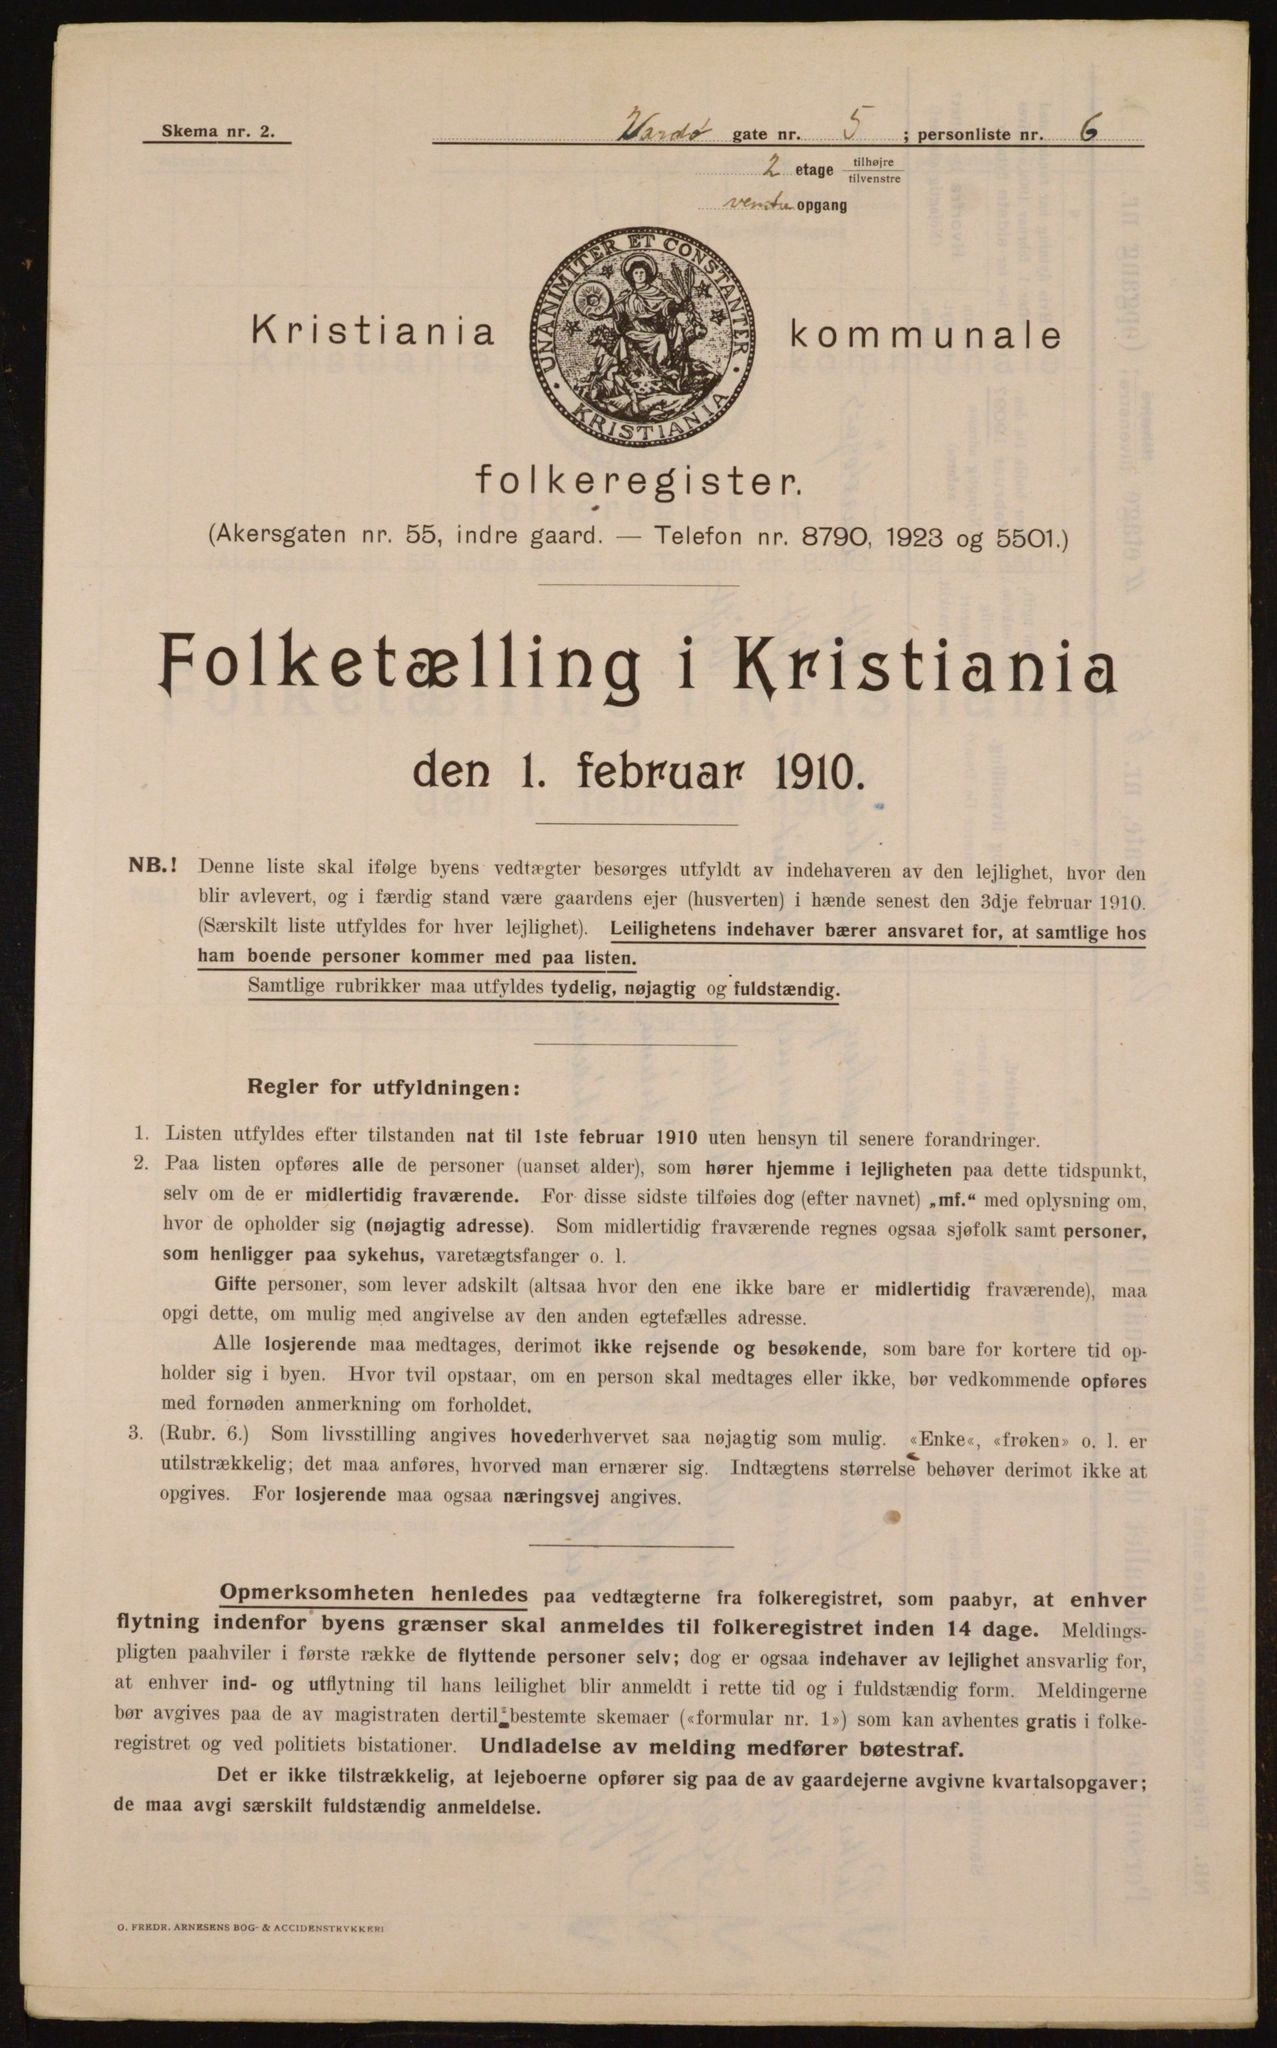 Skema nr. 2.
Vardø gate nr. 5 ; personliste nr. 6
2 etage tilhøjre
tilvenstre
venstre opgang
UNANIMITER ET CONSTANTER
KRISTIANIA
Kristiania kommunale
folkeregister.
(Akersgaten nr. 55, indre gaard. — Telefon nr. 8790, 1923 og 5501.)
Folketælling i Kristiania
den 1. februar 1910.
NB.! Denne liste skal ifølge byens vedtægter besørges utfyldt av indehaveren av den lejlighet, hvor den
blir avlevert, og i færdig stand være gaardens ejer (husverten) i hænde senest den 3dje februar 1910.
(Særskilt liste utfyldes for hver lejlighet). Leilighetens indehaver bærer ansvaret for, at samtlige hos
ham boende personer kommer med paa listen.
Samtlige rubrikker maa utfyldes tydelig, nøjagtig og fuldstændig.
Regler for utfyldningen:
1. Listen utfyldes efter tilstanden nat til 1ste februar 1910 uten hensyn til senere forandringer.
2. Paa listen opføres alle de personer (uanset alder), som hører hjemme i lejligheten paa dette tidspunkt,
selv om de er midlertidig fraværende. For disse sidste tilføies dog (efter navnet) „mf.“ med oplysning om,
hvor de opholder sig (nøjagtig adresse). Som midlertidig fraværende regnes ogsaa sjøfolk samt personer,
som henligger paa sykehus, varetægtsfanger o. l.
Gifte personer, som lever adskilt (altsaa hvor den ene ikke bare er midlertidig fraværende), maa
opgi dette, om mulig med angivelse av den anden egtefælles adresse.
Alle losjerende maa medtages, derimot ikke rejsende og besøkende, som bare for kortere tid op-
holder sig i byen. Hvor tvil opstaar, om en person skal medtages eller ikke, bør vedkommende opføres
med fornøden anmerkning om forholdet.
3. (Rubr. 6.) Som livsstilling angives hovederhvervet saa nøjagtig som mulig. «Enke«, «frøken» o. l. er
utilstrækkelig; det maa anføres, hvorved man ernærer sig. Indtægtens størrelse behøver derimot ikke at
opgives. For losjerende maa ogsaa næringsvej angives.
Opmerksomheten henledes paa vedtægterne fra folkeregistret, som paabyr, at enhver
flytning indenfor byens grænser skal anmeldes til folkeregistret inden 14 dage. Meldings-
pligten paahviler i første række de flyttende personer selv; dog er ogsaa indehaver av lejlighet ansvarlig for,
at enhver ind- og utflytning til hans leilighet blir anmeldt i rette tid og i fuldstændig form. Meldingerne
bør avgives paa de av magistraten dertil bestemte skemaer («formular nr. 1») som kan avhentes gratis i folke-
registret og ved politiets bistationer. Undladelse av melding medfører bøtestraf.
Det er ikke tilstrækkelig, at lejeboerne opfører sig paa de av gaardejerne avgivne kvartalsopgaver;
de maa avgi særskilt fuldstændig anmeldelse.
O. FREDR. ARNESENS BOG- & ACCIDENSTRYKKERI